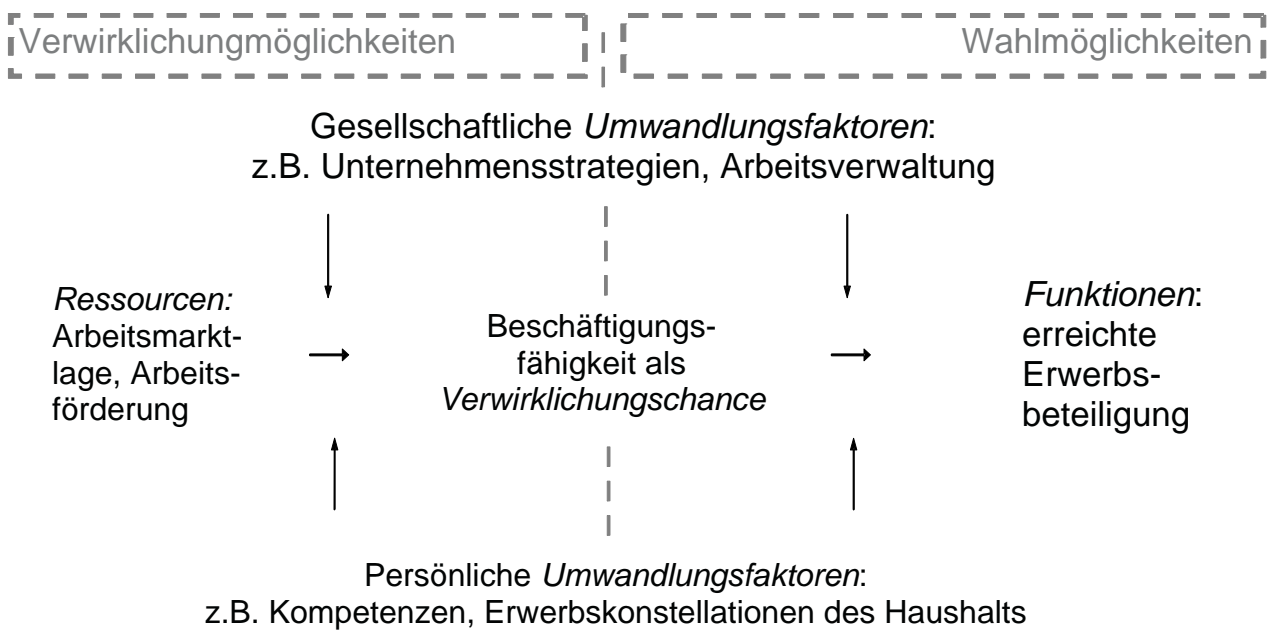 Verwirklichungmöglichkeiten
Wahlmöglichkeiten
Gesellschaftliche Umwandlungsfaktoren:
z.B. Unternehmensstrategien, Arbeitsverwaltung
Ressourcen:
Arbeitsmarkt-
lage, Arbeits-
förderung
Beschäftigungs-
fähigkeit als
Verwirklichungschance
Funktionen:
erreichte
Erwerbs-
beteiligung
Persönliche Umwandlungsfaktoren:
z.B. Kompetenzen, Erwerbskonstellationen des Haushalts